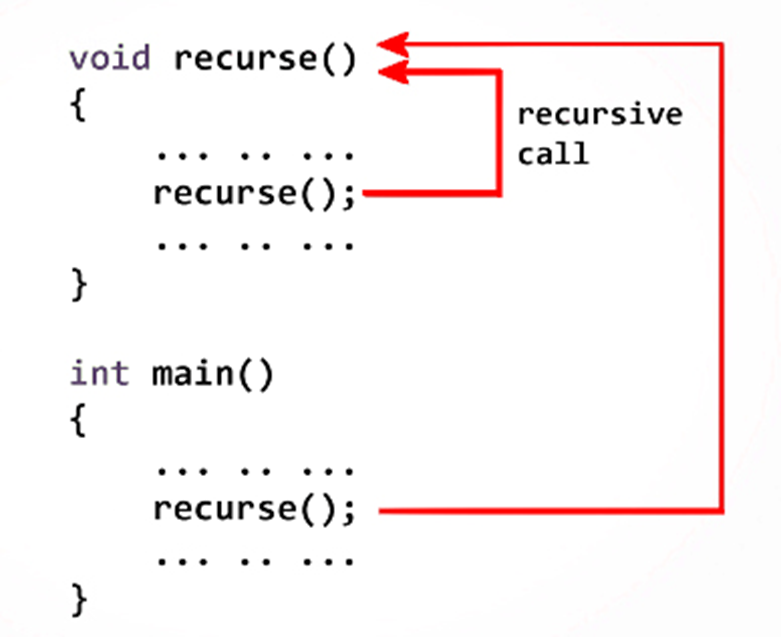 void recurse()
{
... .. ...
recurse();
... .. ...
}
recursive
call
int main()
{
... .. ...
recurse();
... .. ...
}